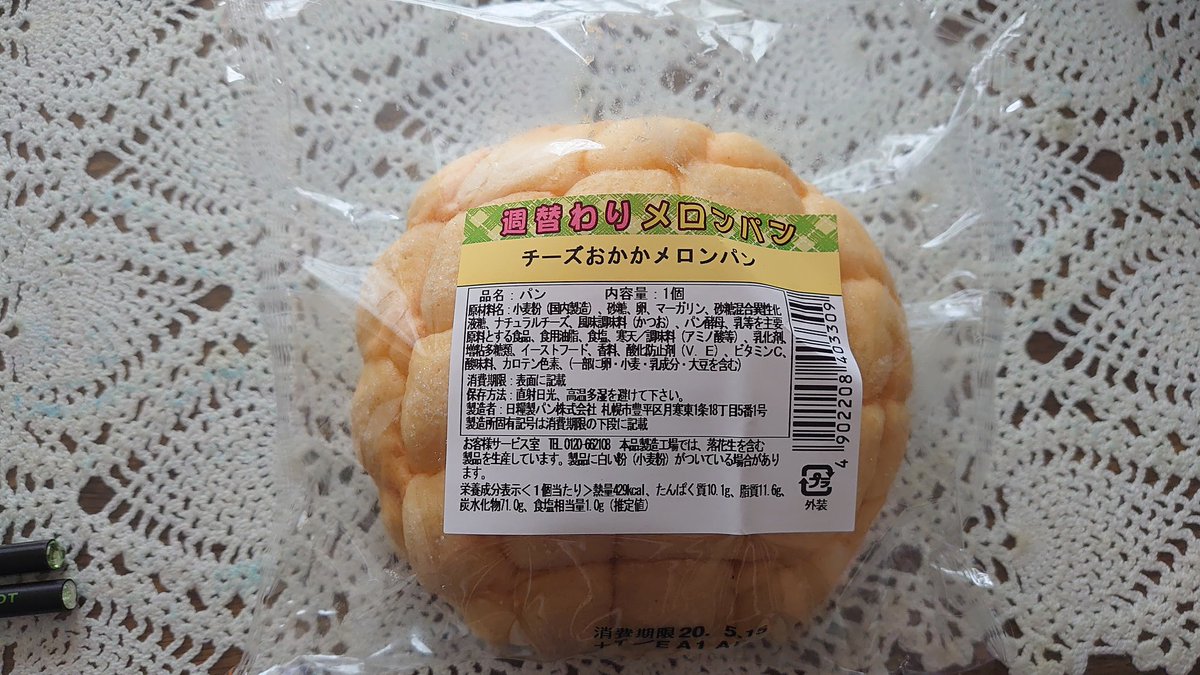 週替わりメロンパン
チーズおかかメロンパン
品名：パン 内容量：1個
原材料名：小麦粉（国内製造）、砂糖、卵、マーガリン、砂糖混合異性化
液糖、ナチュラルチーズ、風味調味料（かつお）、パン酵母、乳等を主要
原料とする食品、食用油脂、食塩、寒天／調味料（アミノ酸等）、乳化剤、
増粘多糖類、イーストフード、香料、酸化防止剤（V．E）、ビタミンC、
酸味料、カロテン色素、（一部に卵・小麦・乳成分・大豆を含む）
消費期限：表面に記載
保存方法：直射日光、高温多湿を避けて下さい。
製造者：日糧製パン株式会社 札幌市豊平区月寒東1条18丁目5番1号
製造所固有記号は消費期限の下段に記載
お客様サービス室 TEL 0120-662108 本品製造工場では、落花生を含む
製品を生産しています。製品に白い粉（小麦粉）がついている場合があり
ます。
栄養成分表示＜1個当たり＞熱量429kcal、たんぱく質10.1g、脂質11.6g、
炭水化物71.0g、食塩相当量1.0g（推定値）
4902208403309
プラ
外装
消費期限 20. 5.15
OT